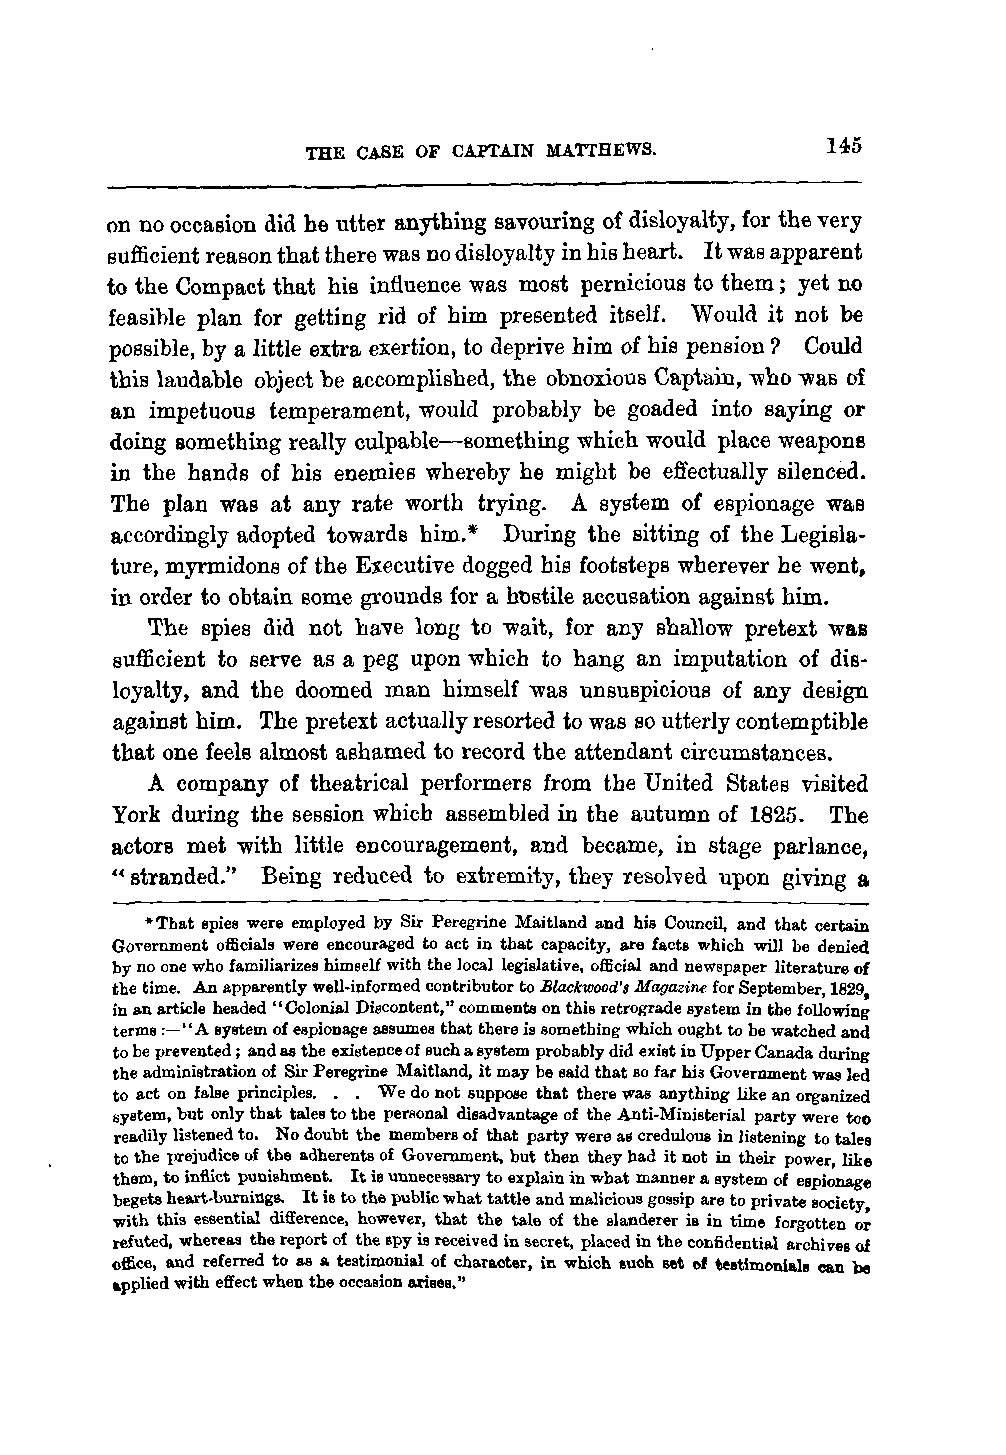 THE CASE OF CAPTAIN MATTHEWS. 145
on no occasion did he utter anything savouring of disloyalty, for the very
sufficient reason that there was no disloyalty in his heart. It was apparent
to the Compact that his influence was most pernicious to them; yet no
feasible plan for getting rid of him presented itself. Would it not be
possible, by a little extra exertion, to deprive him of his pension? Could
this laudable object be accomplished, the obnoxious Captain, who was of
an impetuous temperament, would probably be goaded into saying or
doing something really culpable—something which would place weapons
in the hands of his enemies whereby he might be effectually silenced.
The plan was at any rate worth trying. A system of espionage was
accordingly adopted towards him.* During the sitting of the Legisla-
ture, myrmidons of the Executive dogged his footsteps wherever he went,
in order to obtain some grounds for a hostile accusation against him.
The spies did not have long to wait, for any shallow pretext was
sufficient to serve as a peg upon which to hang an imputation of dis-
loyalty, and the doomed man himself was unsuspicious of any design
against him. The pretext actually resorted to was so utterly contemptible
that one feels almost ashamed to record the attendant circumstances.
A company of theatrical performers from the United States visited
York during the session which assembled in the autumn of 1825. The
actors met with little encouragement, and became, in stage parlance,
"stranded." Being reduced to extremity, they resolved upon giving a
*That spies were employed by Sir Peregrine Maitland and his Council, and that certain
Government officials were encouraged to act in that capacity, are facts which will be denied
by no one who familiarizes himself with the local legislative, official and newspaper literature of
the time. An apparently well-informed contributor to Blackwood's Magazine for September, 1829,
in an article headed "Colonial Discontent," comments on this retrograde system in the following
terms:—"A system of espionage assumes that there is something which ought to be watched and
to be prevented; and as the existence of such a system probably did exist in Upper Canada during
the administration of Sir Peregrine Maitland, it may be said that so far his Government was led
to act on false principles. . . We do not suppose that there was anything like an organized
system, but only that tales to the personal disadvantage of the Anti-Ministerial party were too
readily listened to. No doubt the members of that party were as credulous in listening to tales
to the prejudice of the adherents of Government, but then they had it not in their power, like
them, to inflict punishment. It is unnecessary to explain in what manner a system of espionage
begets heart-burnings. It is to the public what tattle and malicious gossip are to private society,
with this essential difference, however, that the tale of the slanderer is in time forgotten or
refuted, whereas the report of the spy is received in secret, placed in the confidential archives of
office, and referred to as a testimonial of character, in which such set of testimonials can be
applied with effect when the occasion arises."